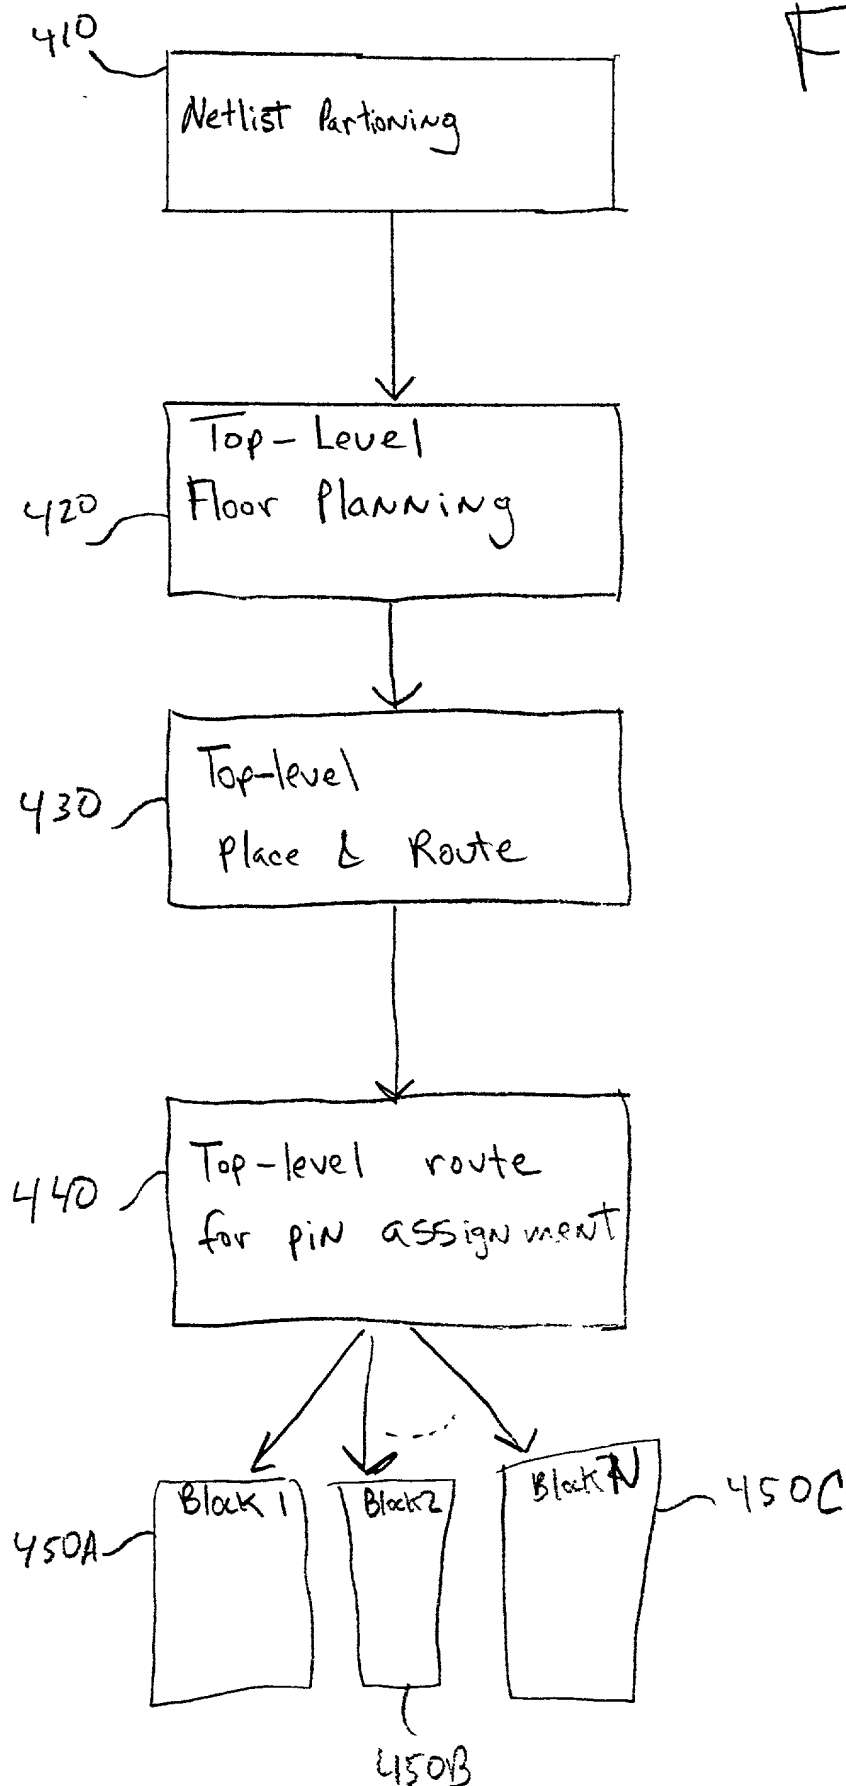 410
F
Netlist Partioning
Top-Level
420
Floor Planning
Top-level
430
Place & Route
Top-level route
440
for pin assignment
Block 1
Block 2
Block N
450A
450C
450B